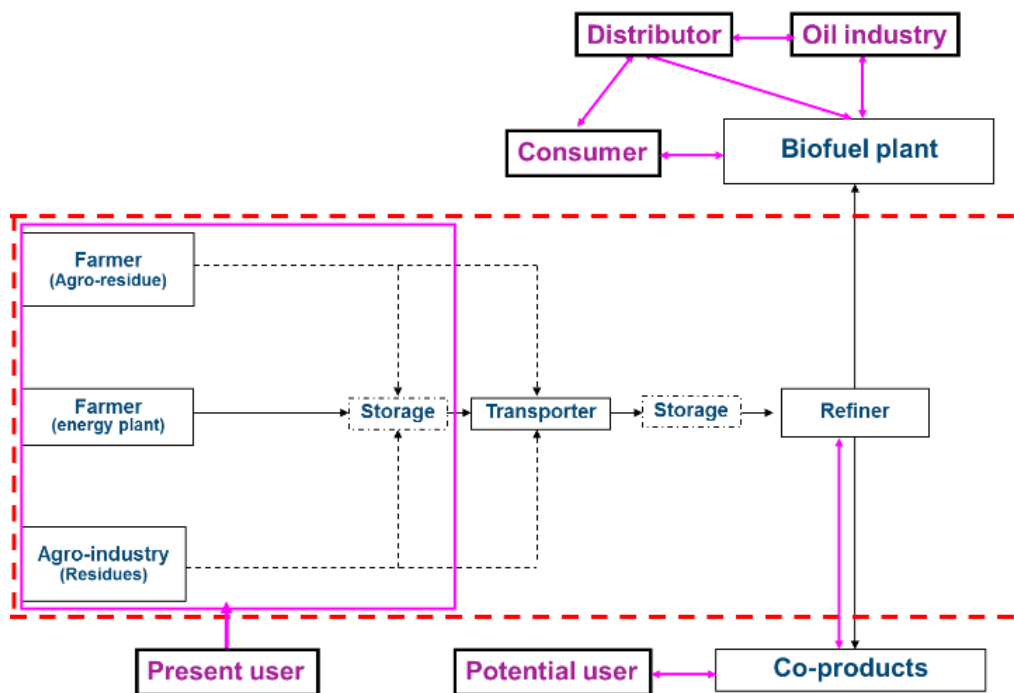 Distributor
Oil industry
Consumer
Biofuel plant
Farmer
(Agro-residue)
Farmer
(energy plant)
Storage
Transporter
Storage
Refiner
Agro-industry
(Residues)
Present user
Potential user
Co-products